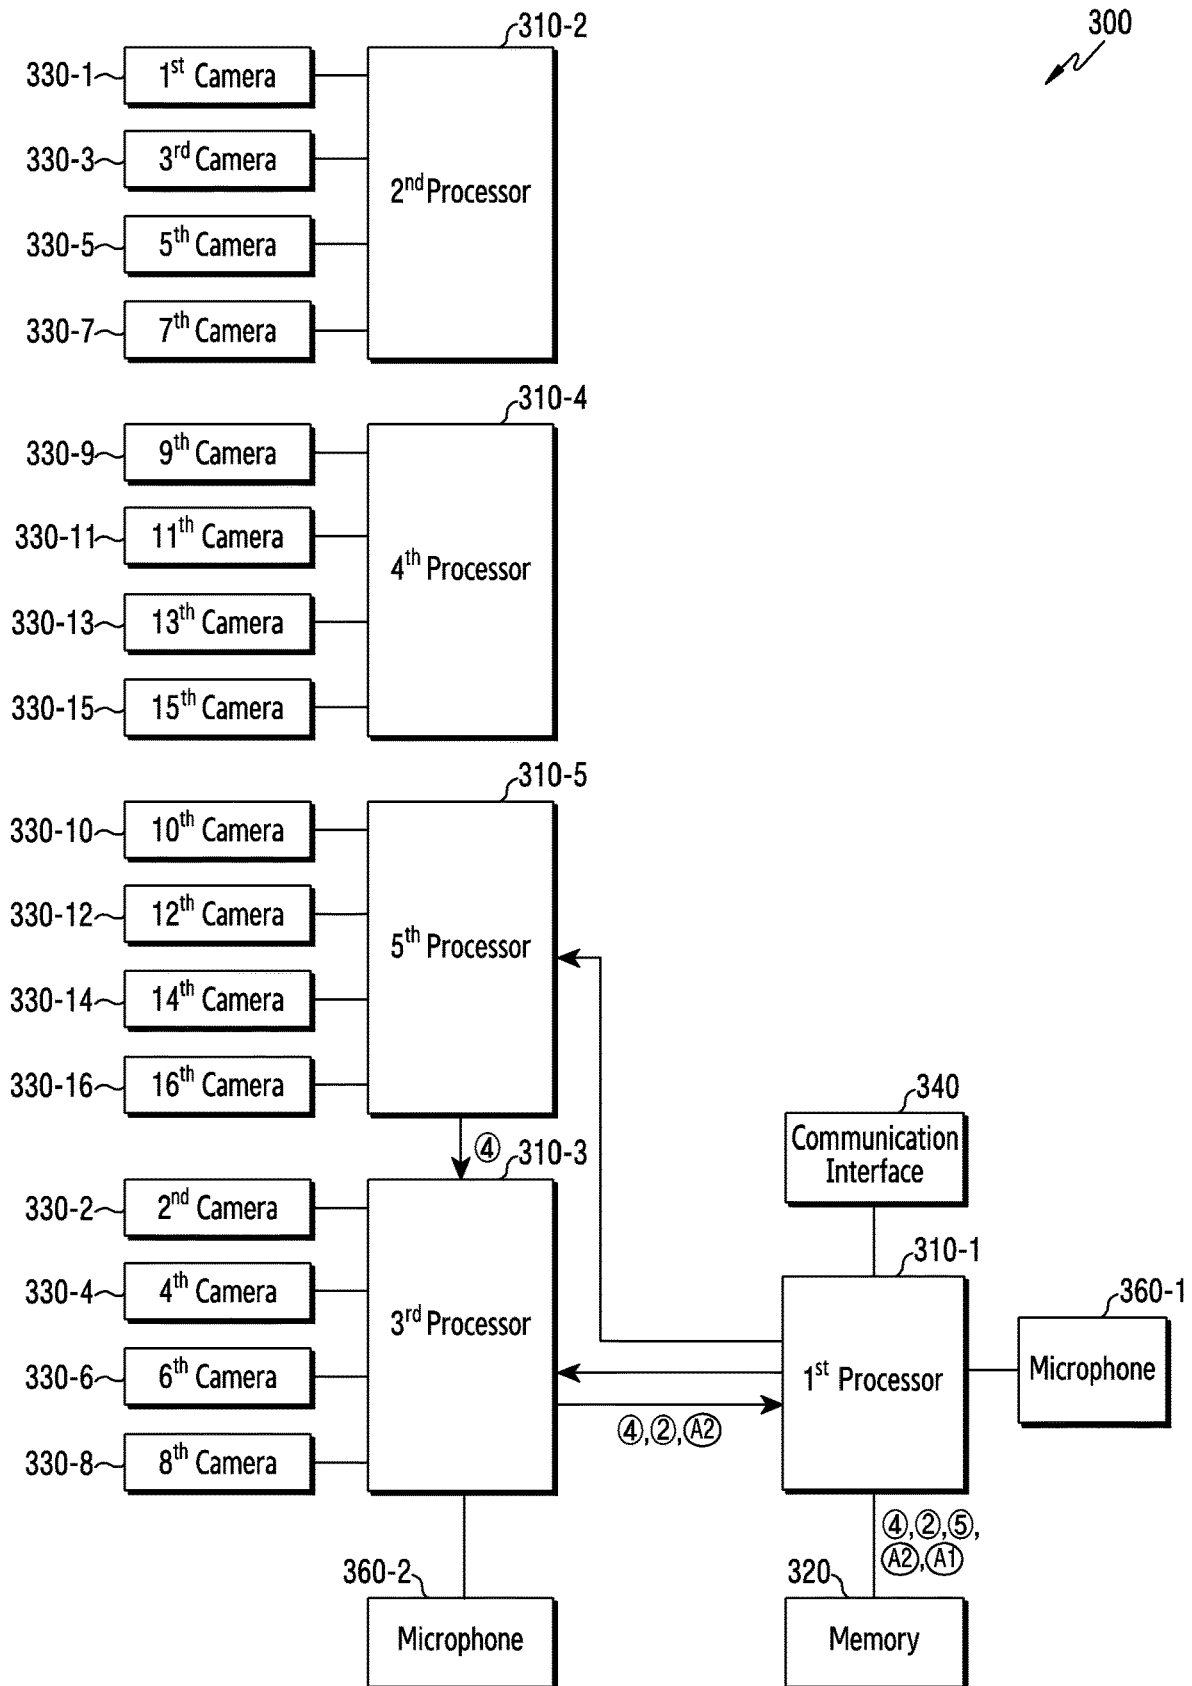 300
310-2
330-1
1st Camera
330-3
3rd Camera
2nd Processor
330-5
5th Camera
330-7
7th Camera
310-4
330-9
9th Camera
330-11
11th Camera
4th Processor
330-13
13th Camera
330-15
15th Camera
310-5
330-10
10th Camera
330-12
12th Camera
5th Processor
330-14
14th Camera
330-16
16th Camera
④
310-3
340
Communication
Interface
330-2
2nd Camera
330-4
4th Camera
3rd Processor
330-6
6th Camera
330-8
8th Camera
310-1
1st Processor
360-1
Microphone
④,②,A2
④,②,⑤,
A2,A1
360-2
Microphone
320
Memory